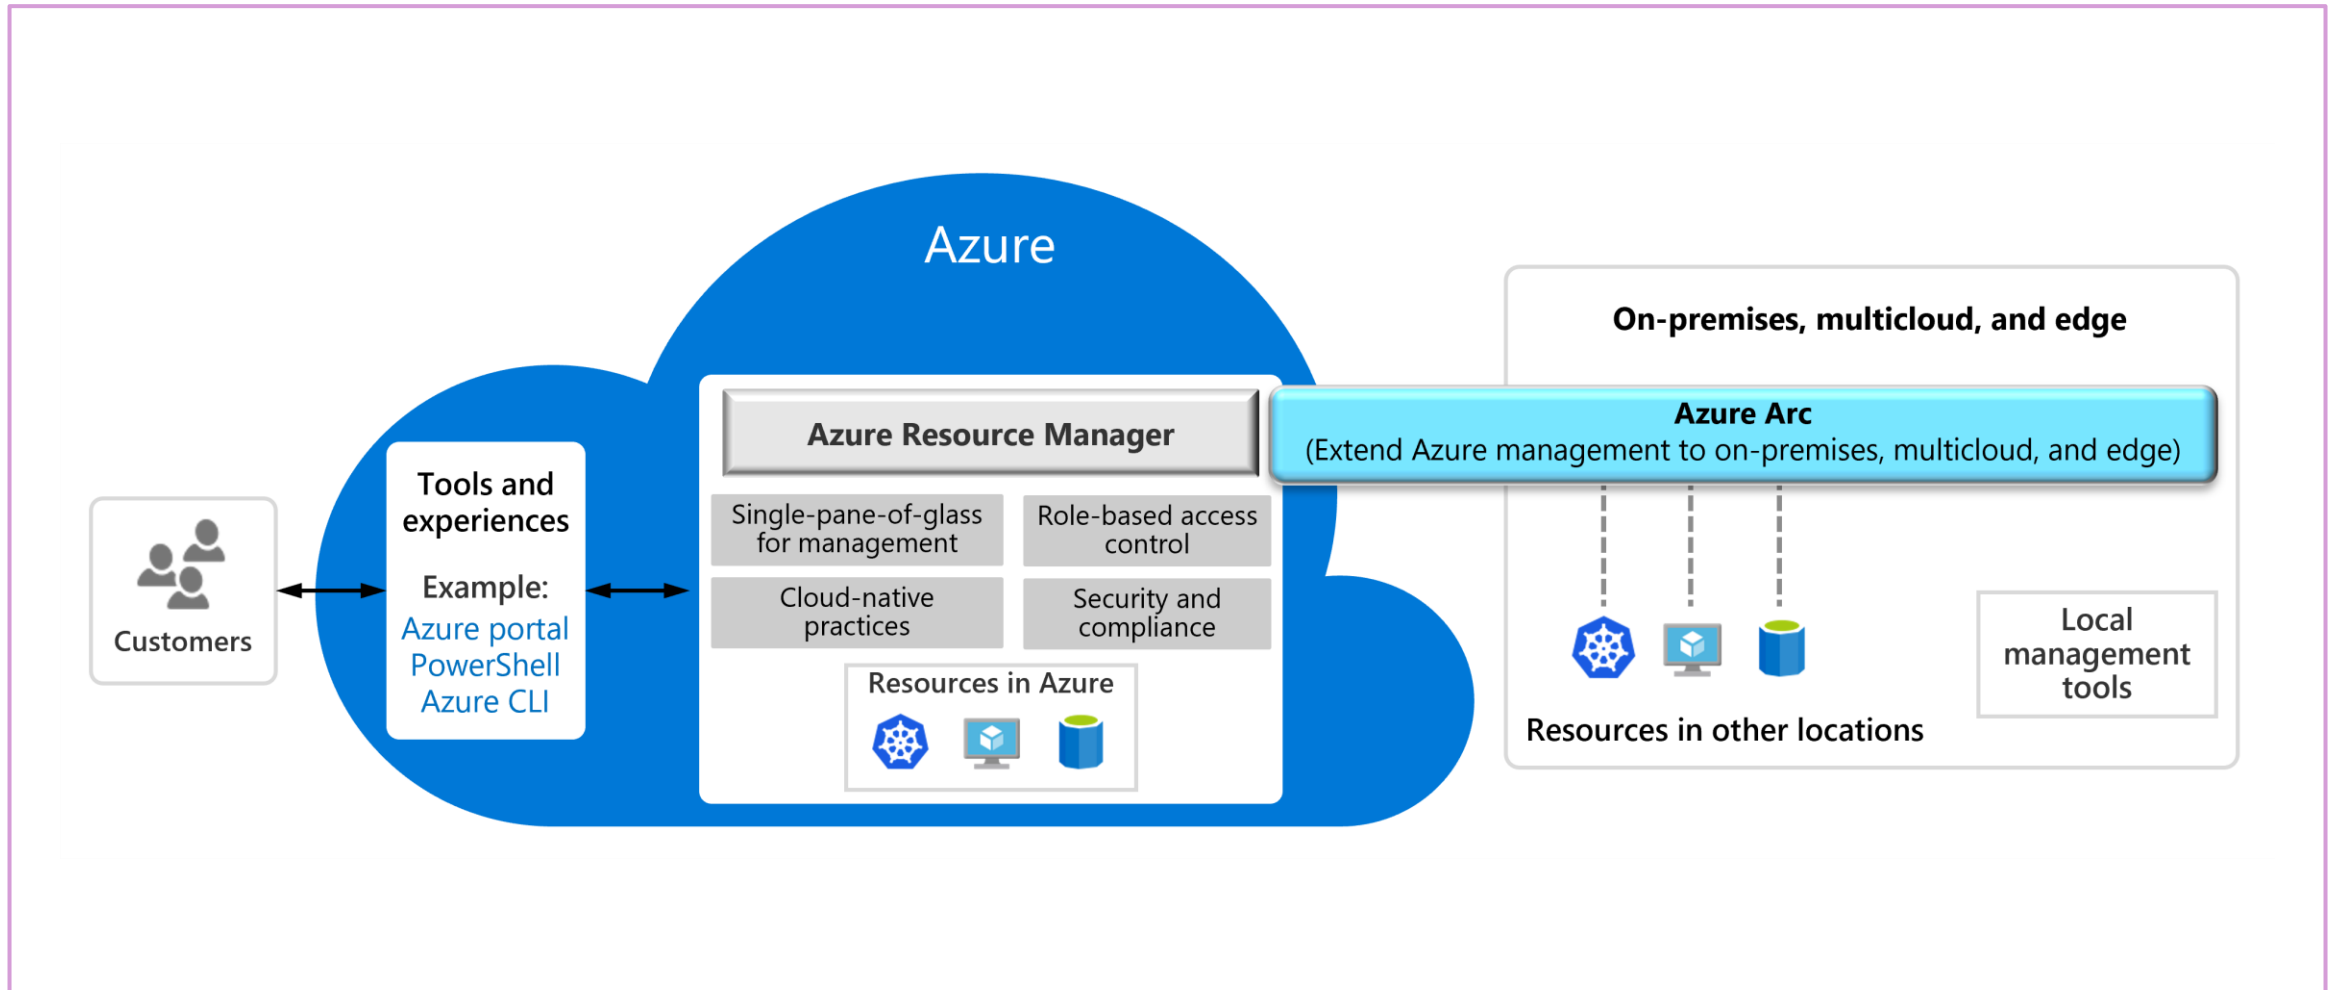 Azure
On-premises, multicloud, and edge
Azure Arc
(Extend Azure management to on-premises, multicloud, and edge)
Azure Resource Manager
Single-pane-of-glass
for management
Role-based access
control
Cloud-native
practices
Security and
compliance
Resources in Azure
Tools and
experiences
Example:
Azure portal
PowerShell
Azure CLI
Customers
Local
management
tools
Resources in other locations